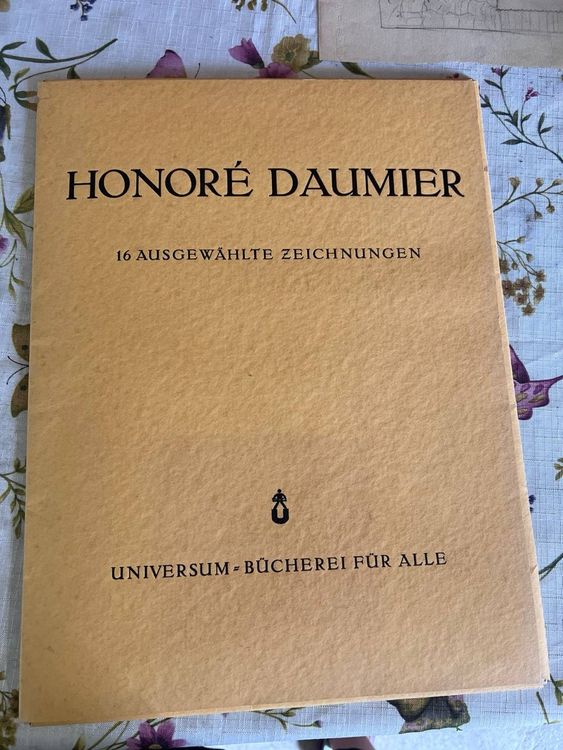 HONORÉ DAUMIER
16 AUSGEWÄHLTE ZEICHNUNGEN
UNIVERSUM-BÜCHEREI FÜR ALLE